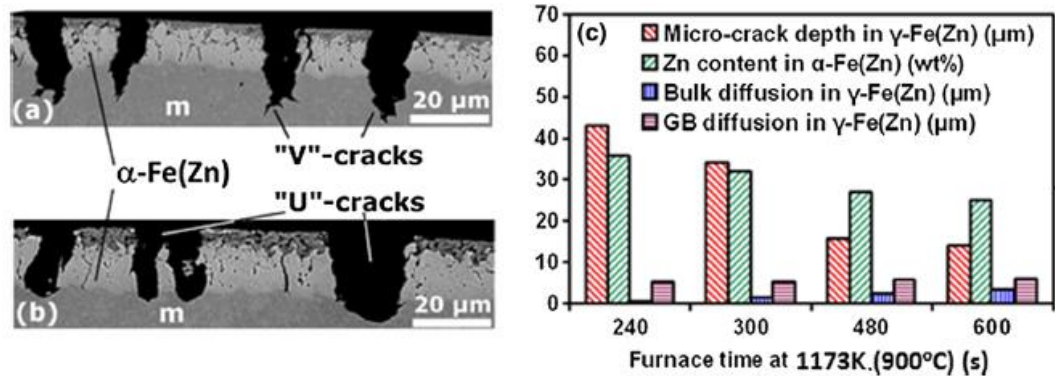 (a)
m
20 µm
"V"-cracks
α-Fe(Zn)
"U"-cracks
(b)
m
20 µm
(c)
Micro-crack depth in γ-Fe(Zn) (µm)
Zn content in α-Fe(Zn) (wt%)
Bulk diffusion in γ-Fe(Zn) (µm)
GB diffusion in γ-Fe(Zn) (µm)
70
60
50
40
30
20
10
0
240 300 480 600
Furnace time at 1173K.(900°C) (s)